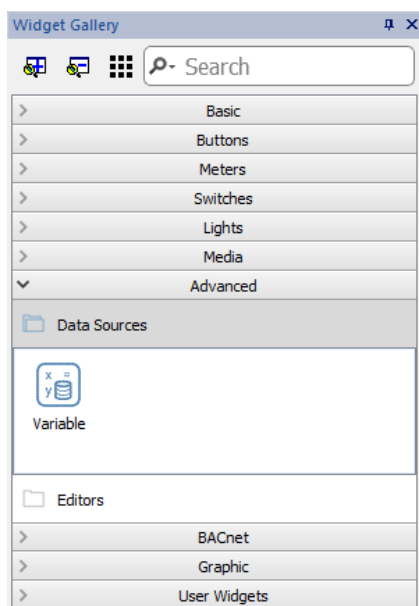 Widget Gallery
Search
Basic
Buttons
Meters
Switches
Lights
Media
Advanced
Data Sources
x =
y
Variable
Editors
BACnet
Graphic
User Widgets